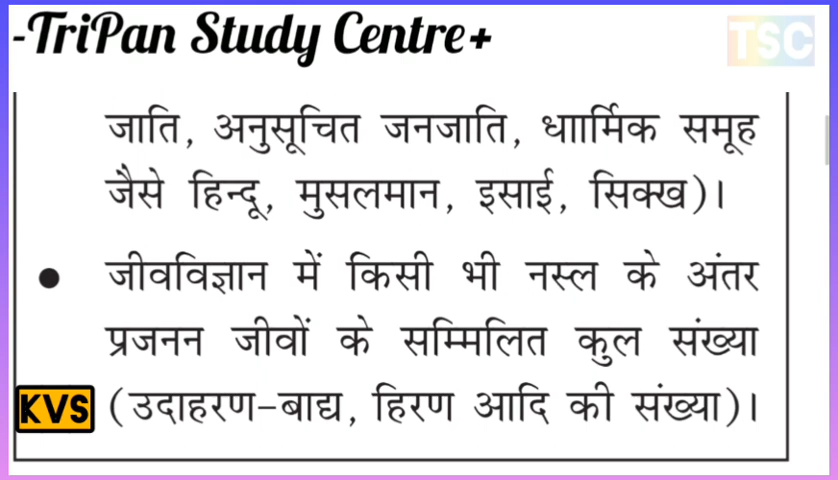 -TriPan Study Centre+
TSC
जाति, अनुसूचित जनजाति, धाार्मिक समूह
जैसे हिन्दू, मुसलमान, इसाई, सिक्ख)।
● जीवविज्ञान में किसी भी नस्ल के अंतर
प्रजनन जीवों के सम्मिलित कुल संख्या
KVS (उदाहरण-बाद्य, हिरण आदि की संख्या)।